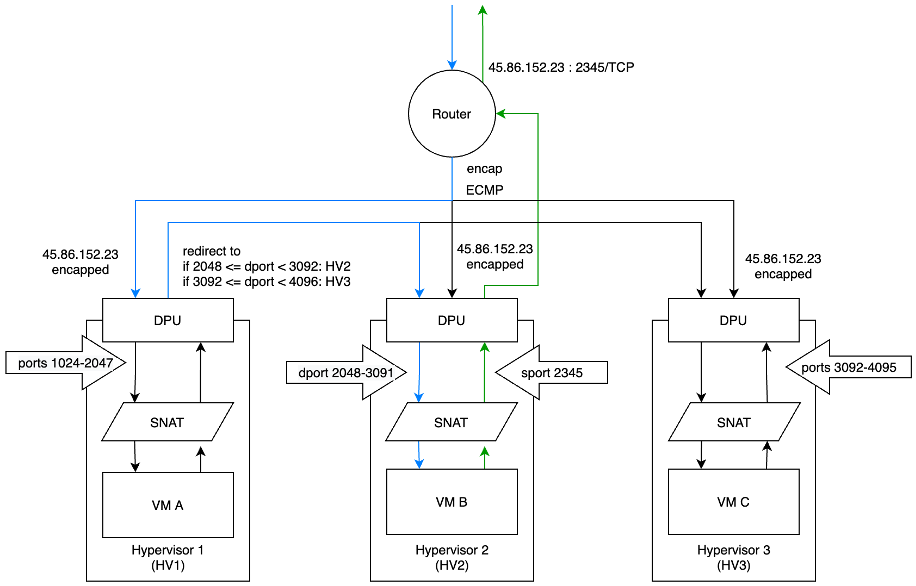 45.86.152.23 : 2345/TCP
Router
encap
ECMP
45.86.152.23
encapped
redirect to
if 2048 <= dport < 3092: HV2
if 3092 <= dport < 4096: HV3
45.86.152.23
encapped
45.86.152.23
encapped
DPU
DPU
DPU
ports 1024-2047
dport 2048-3091
sport 2345
ports 3092-4095
SNAT
SNAT
SNAT
VM A
VM B
VM C
Hypervisor 1
(HV1)
Hypervisor 2
(HV2)
Hypervisor 3
(HV3)